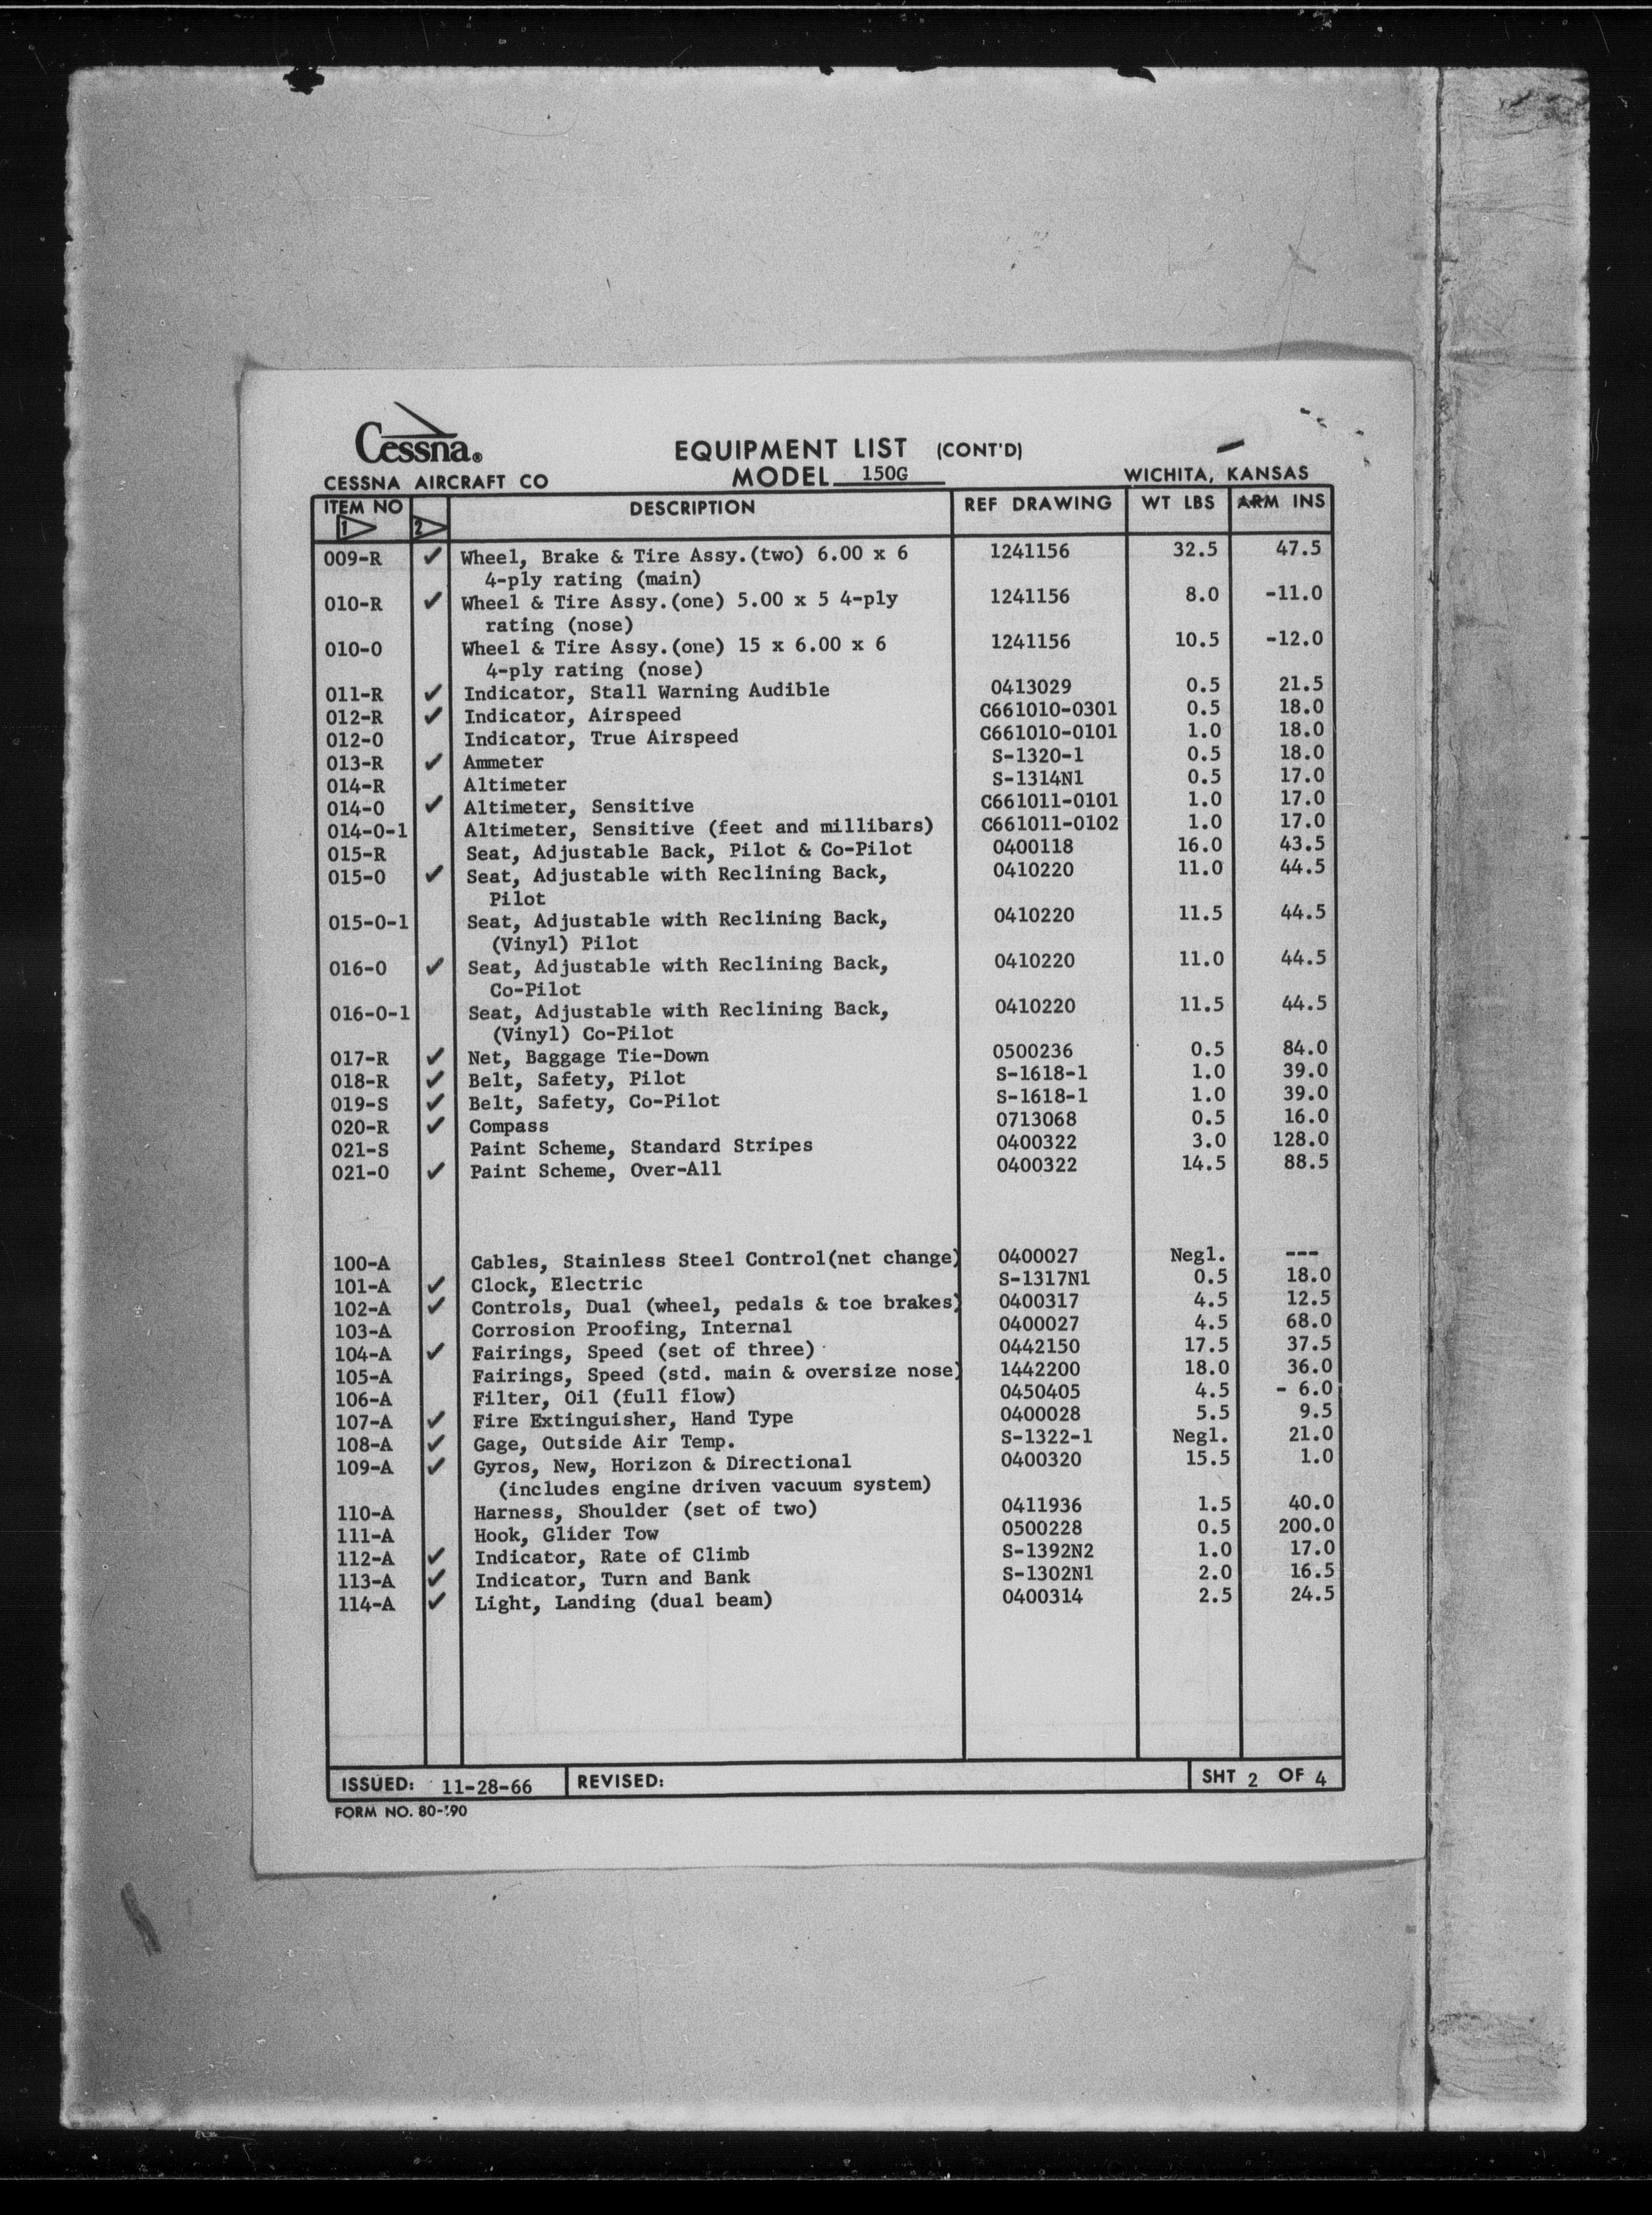 Cessna®
CESSNA AIRCRAFT CO
EQUIPMENT LIST (CONT'D)
MODEL 150G
WICHITA, KANSAS
ITEM NO 1 2 DESCRIPTION REF DRAWING WT LBS ARM INS
009-R ✓ Wheel, Brake & Tire Assy.(two) 6.00 x 6 1241156 32.5 47.5
4-ply rating (main)
010-R ✓ Wheel & Tire Assy.(one) 5.00 x 5 4-ply 1241156 8.0 -11.0
rating (nose)
010-0 Wheel & Tire Assy.(one) 15 x 6.00 x 6 1241156 10.5 -12.0
4-ply rating (nose)
011-R ✓ Indicator, Stall Warning Audible 0413029 0.5 21.5
012-R ✓ Indicator, Airspeed C661010-0301 0.5 18.0
012-0 Indicator, True Airspeed C661010-0101 1.0 18.0
013-R ✓ Ammeter S-1320-1 0.5 18.0
014-R Altimeter S-1314N1 0.5 17.0
014-0 ✓ Altimeter, Sensitive C661011-0101 1.0 17.0
014-0-1 Altimeter, Sensitive (feet and millibars) C661011-0102 1.0 17.0
015-R Seat, Adjustable Back, Pilot & Co-Pilot 0400118 16.0 43.5
015-0 ✓ Seat, Adjustable with Reclining Back, 0410220 11.0 44.5
Pilot
015-0-1 Seat, Adjustable with Reclining Back, 0410220 11.5 44.5
(Vinyl) Pilot
016-0 ✓ Seat, Adjustable with Reclining Back, 0410220 11.0 44.5
Co-Pilot
016-0-1 Seat, Adjustable with Reclining Back, 0410220 11.5 44.5
(Vinyl) Co-Pilot
017-R ✓ Net, Baggage Tie-Down 0500236 0.5 84.0
018-R ✓ Belt, Safety, Pilot S-1618-1 1.0 39.0
019-S ✓ Belt, Safety, Co-Pilot S-1618-1 1.0 39.0
020-R ✓ Compass 0713068 0.5 16.0
021-S Paint Scheme, Standard Stripes 0400322 3.0 128.0
021-0 ✓ Paint Scheme, Over-All 0400322 14.5 88.5
100-A Cables, Stainless Steel Control(net change) 0400027 Negl. ---
101-A ✓ Clock, Electric S-1317N1 0.5 18.0
102-A ✓ Controls, Dual (wheel, pedals & toe brakes) 0400317 4.5 12.5
103-A Corrosion Proofing, Internal 0400027 4.5 68.0
104-A ✓ Fairings, Speed (set of three) 0442150 17.5 37.5
105-A Fairings, Speed (std. main & oversize nose) 1442200 18.0 36.0
106-A Filter, Oil (full flow) 0450405 4.5 - 6.0
107-A ✓ Fire Extinguisher, Hand Type 0400028 5.5 9.5
108-A ✓ Gage, Outside Air Temp. S-1322-1 Negl. 21.0
109-A ✓ Gyros, New, Horizon & Directional 0400320 15.5 1.0
(includes engine driven vacuum system)
110-A Harness, Shoulder (set of two) 0411936 1.5 40.0
111-A Hook, Glider Tow 0500228 0.5 200.0
112-A ✓ Indicator, Rate of Climb S-1392N2 1.0 17.0
113-A ✓ Indicator, Turn and Bank S-1302N1 2.0 16.5
114-A ✓ Light, Landing (dual beam) 0400314 2.5 24.5
ISSUED: 11-28-66 REVISED: SHT 2 OF 4
FORM NO.